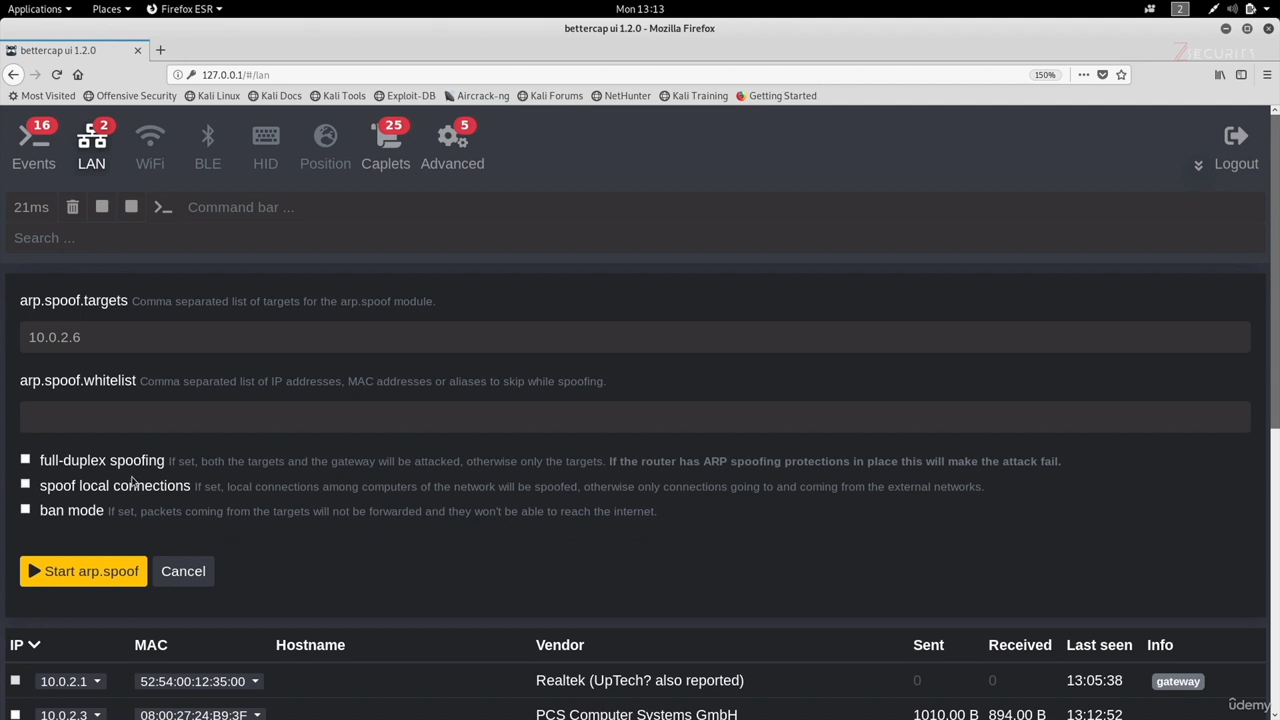 Applications Places Firefox ESR Mon 13:13 2
bettercap ui 1.2.0 - Mozilla Firefox
bettercap ui 1.2.0
127.0.0.1/#/lan 150%
ZSECURITY
Most Visited Offensive Security Kali Linux Kali Docs Kali Tools Exploit-DB Aircrack-ng Kali Forums NetHunter Kali Training Getting Started
16 2 25 5
Events LAN WiFi BLE HID Position Caplets Advanced Logout
21ms Command bar ...
Search ...
arp.spoof.targets Comma separated list of targets for the arp.spoof module.
10.0.2.6
arp.spoof.whitelist Comma separated list of IP addresses, MAC addresses or aliases to skip while spoofing.
full-duplex spoofing If set, both the targets and the gateway will be attacked, otherwise only the targets. If the router has ARP spoofing protections in place this will make the attack fail.
spoof local connections If set, local connections among computers of the network will be spoofed, otherwise only connections going to and coming from the external networks.
ban mode If set, packets coming from the targets will not be forwarded and they won't be able to reach the internet.
Start arp.spoof Cancel
IP MAC Hostname Vendor Sent Received Last seen Info
10.0.2.1 52:54:00:12:35:00 Realtek (UpTech? also reported) 0 0 13:05:38 gateway
10.0.2.3 08:00:27:24:B9:3F PCS Computer Systems GmbH 1010.00 B 894.00 B 13:12:52
Udemy